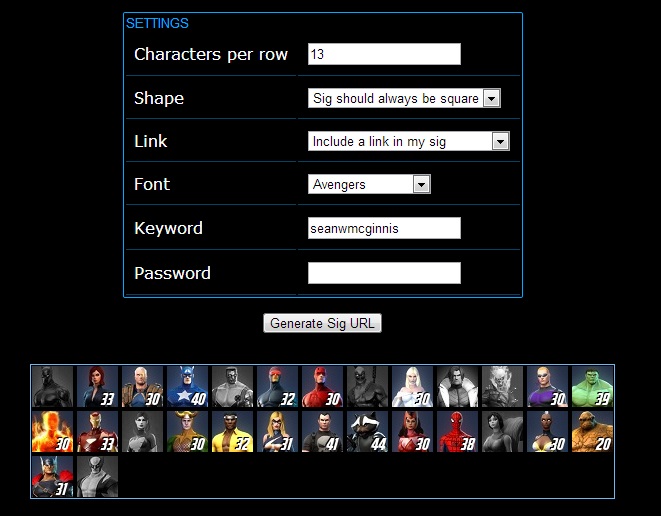 SETTINGS
Characters per row 13
Shape Sig should always be square
Link Include a link in my sig
Font Avengers
Keyword seanwmcginnis
Password
Generate Sig URL
33 30 40 32 30 30 30 39
30 33 30 32 31 41 44 30 38 30 20
31